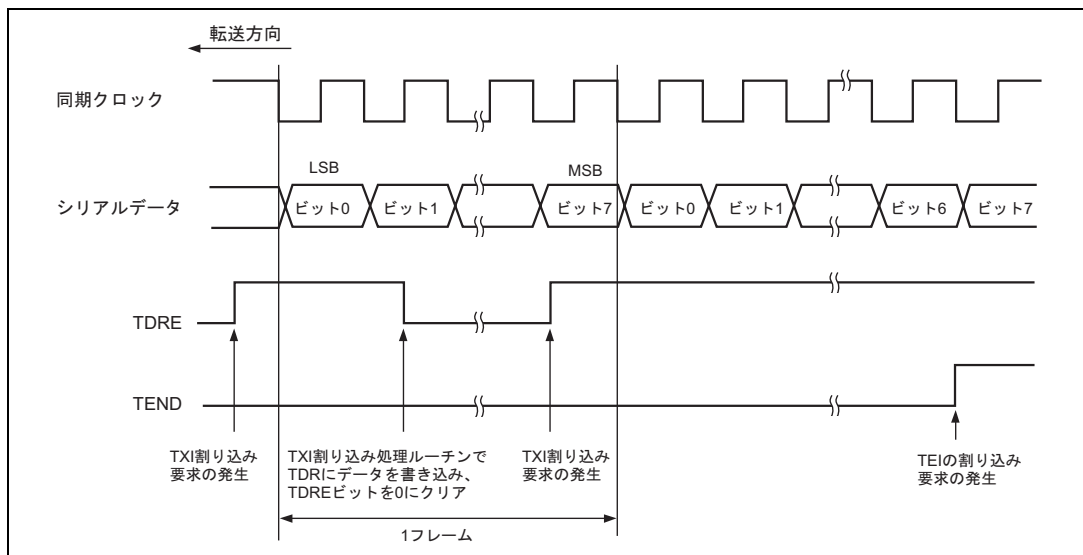 転送方向
同期クロック
LSB
MSB
シリアルデータ
ビット0
ビット1
ビット7
ビット0
ビット1
ビット6
ビット7
TDRE
TEND
TXI割り込み
要求の発生
TXI割り込み処理ルーチンで
TDRにデータを書き込み、
TDREビットを0にクリア
TXI割り込み
要求の発生
TEIの割り込み
要求の発生
1フレーム